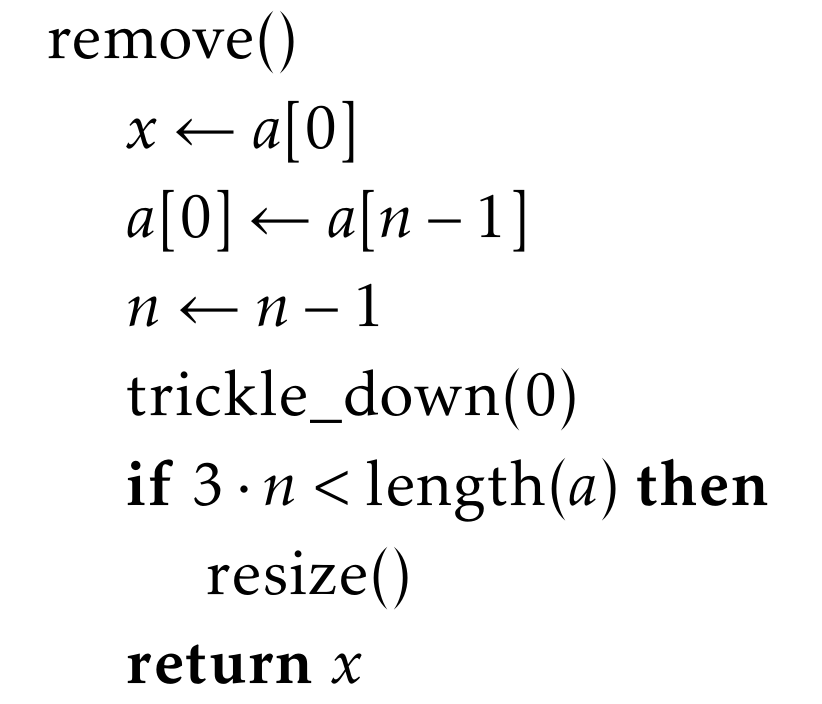 remove()
x ← a[0]
a[0] ← a[n − 1]
n ← n − 1
trickle_down(0)
if 3 · n < length(a) then
resize()
return x